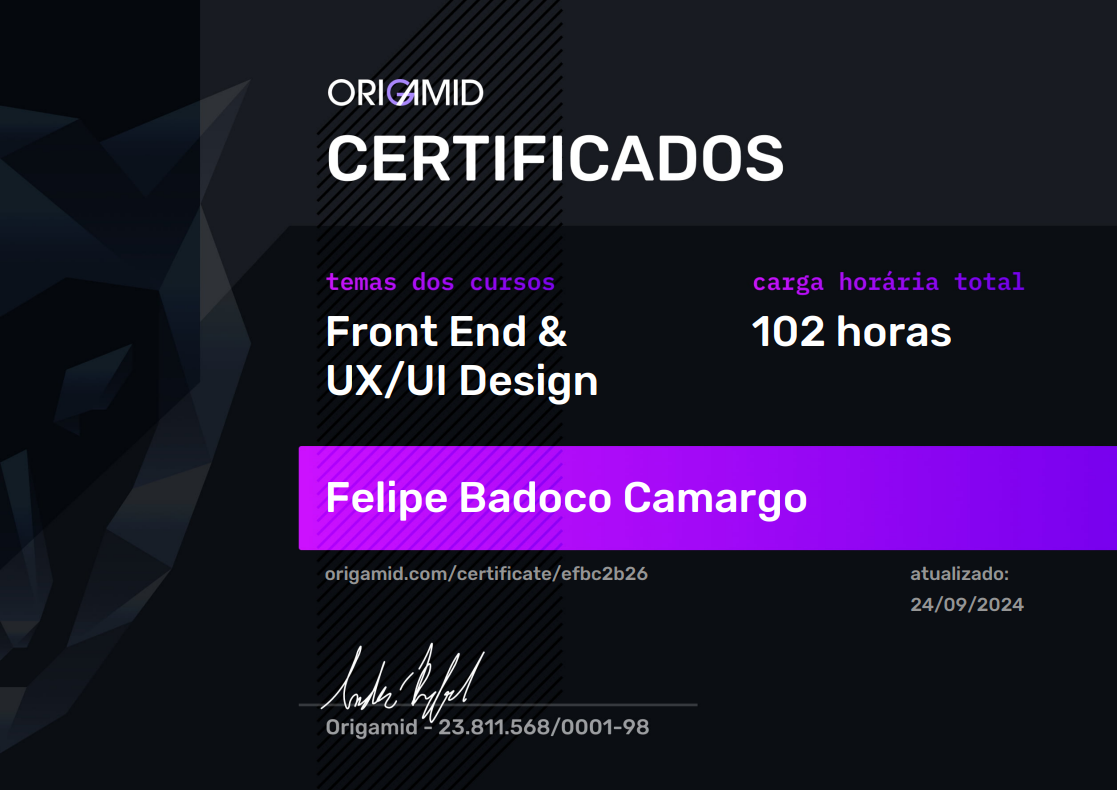 ORIGAMID
CERTIFICADOS
temas dos cursos
Front End &
UX/UI Design
carga horária total
102 horas
Felipe Badoco Camargo
origamid.com/certificate/efbc2b26
atualizado:
24/09/2024
Origamid - 23.811.568/0001-98